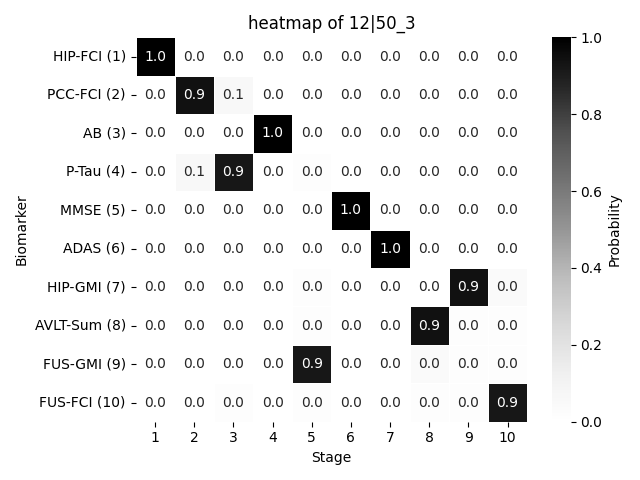 heatmap of 12|50_3
HIP-FCI (1) 1.0 0.0 0.0 0.0 0.0 0.0 0.0 0.0 0.0 0.0
PCC-FCI (2) 0.0 0.9 0.1 0.0 0.0 0.0 0.0 0.0 0.0 0.0
AB (3) 0.0 0.0 0.0 1.0 0.0 0.0 0.0 0.0 0.0 0.0
P-Tau (4) 0.0 0.1 0.9 0.0 0.0 0.0 0.0 0.0 0.0 0.0
MMSE (5) 0.0 0.0 0.0 0.0 0.0 1.0 0.0 0.0 0.0 0.0
ADAS (6) 0.0 0.0 0.0 0.0 0.0 0.0 1.0 0.0 0.0 0.0
HIP-GMI (7) 0.0 0.0 0.0 0.0 0.0 0.0 0.0 0.0 0.9 0.0
AVLT-Sum (8) 0.0 0.0 0.0 0.0 0.0 0.0 0.0 0.9 0.0 0.0
FUS-GMI (9) 0.0 0.0 0.0 0.0 0.9 0.0 0.0 0.0 0.0 0.0
FUS-FCI (10) 0.0 0.0 0.0 0.0 0.0 0.0 0.0 0.0 0.0 0.9
1 2 3 4 5 6 7 8 9 10
Stage
Biomarker
1.0
0.8
0.6
0.4
0.2
0.0
Probability